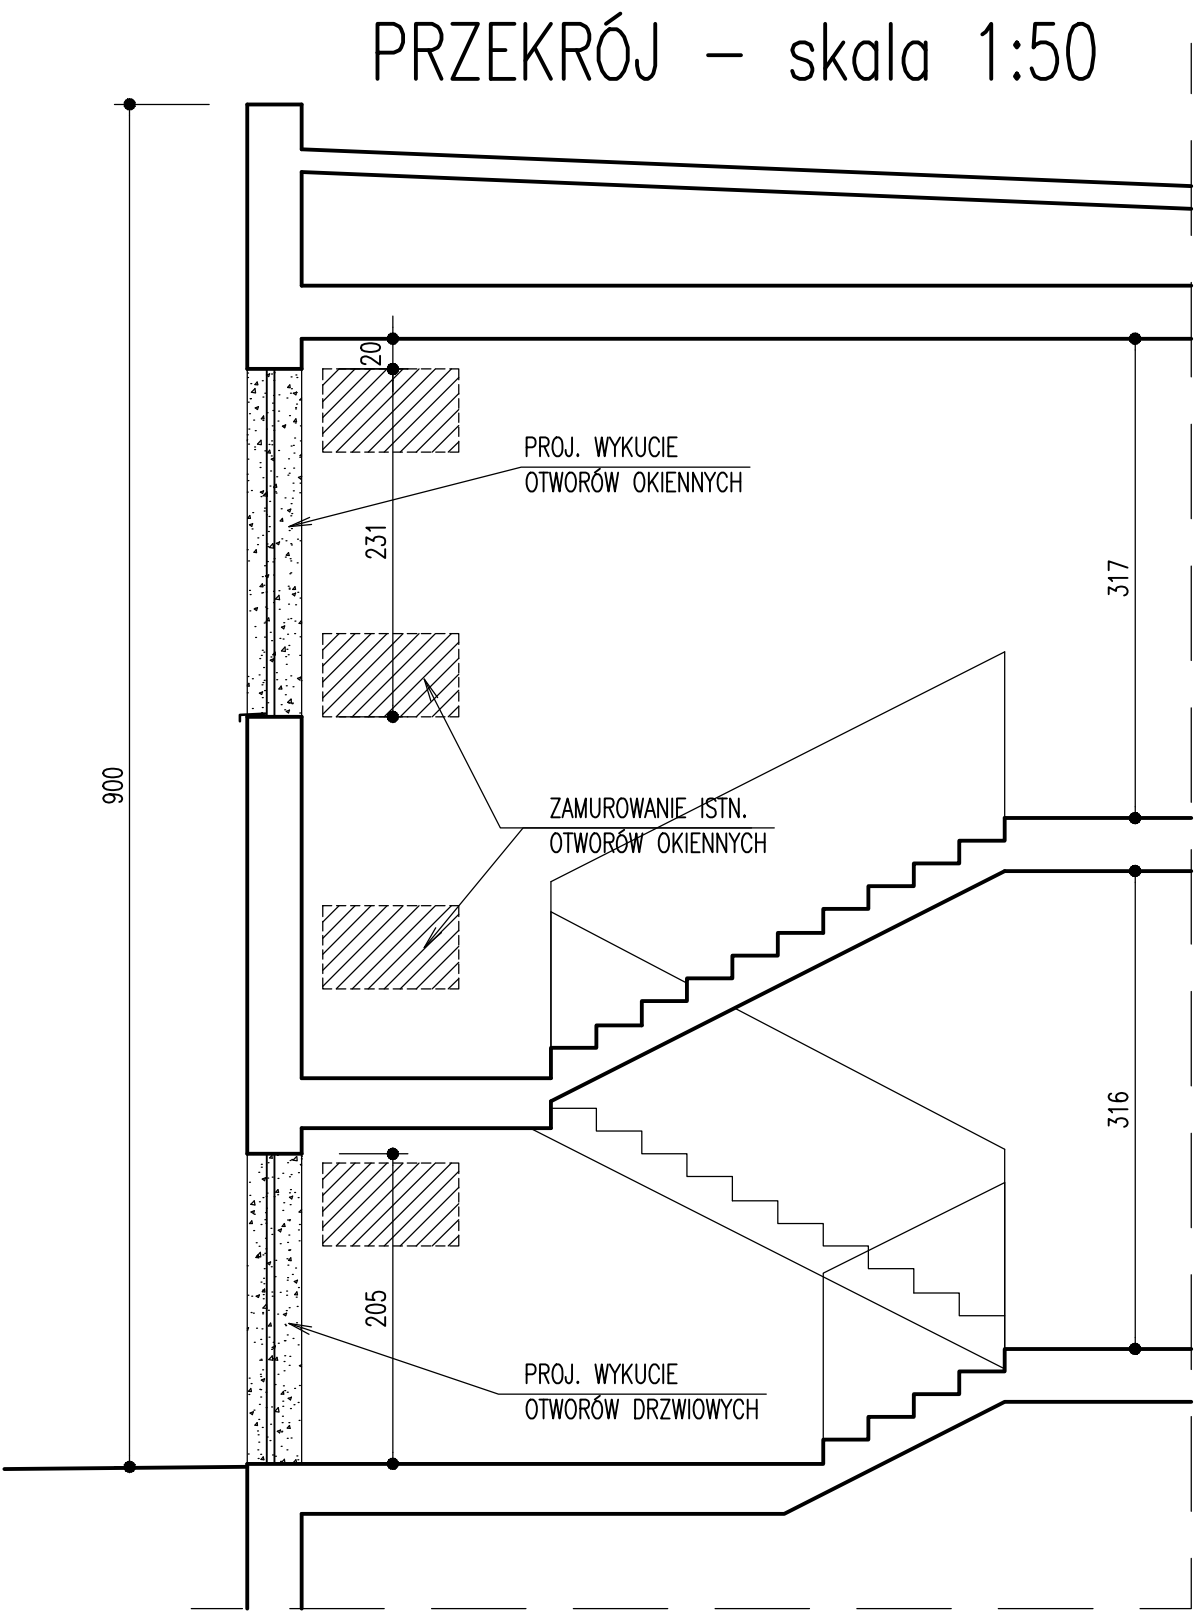 PRZEKRÓJ - skala 1:50
20
PROJ. WYKUCIE
OTWORÓW OKIENNYCH
231
317
900
ZAMUROWANIE ISTN.
OTWORÓW OKIENNYCH
316
205
PROJ. WYKUCIE
OTWORÓW DRZWIOWYCH